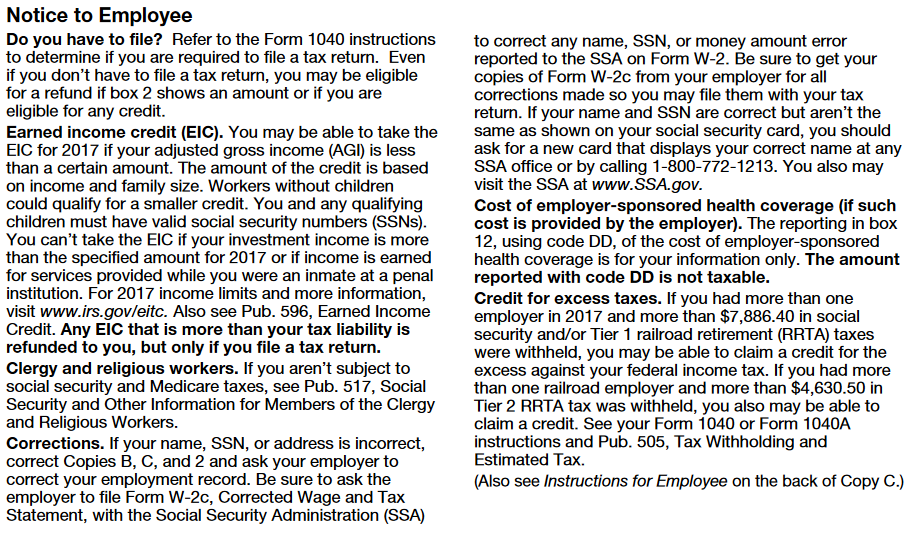 Notice to Employee
Do you have to file? Refer to the Form 1040 instructions
to determine if you are required to file a tax return. Even
if you don't have to file a tax return, you may be eligible
for a refund if box 2 shows an amount or if you are
eligible for any credit.
Earned income credit (EIC). You may be able to take the
EIC for 2017 if your adjusted gross income (AGI) is less
than a certain amount. The amount of the credit is based
on income and family size. Workers without children
could qualify for a smaller credit. You and any qualifying
children must have valid social security numbers (SSNs).
You can't take the EIC if your investment income is more
than the specified amount for 2017 or if income is earned
for services provided while you were an inmate at a penal
institution. For 2017 income limits and more information,
visit www.irs.gov/eitc. Also see Pub. 596, Earned Income
Credit. Any EIC that is more than your tax liability is
refunded to you, but only if you file a tax return.
Clergy and religious workers. If you aren't subject to
social security and Medicare taxes, see Pub. 517, Social
Security and Other Information for Members of the Clergy
and Religious Workers.
Corrections. If your name, SSN, or address is incorrect,
correct Copies B, C, and 2 and ask your employer to
correct your employment record. Be sure to ask the
employer to file Form W-2c, Corrected Wage and Tax
Statement, with the Social Security Administration (SSA)
to correct any name, SSN, or money amount error
reported to the SSA on Form W-2. Be sure to get your
copies of Form W-2c from your employer for all
corrections made so you may file them with your tax
return. If your name and SSN are correct but aren't the
same as shown on your social security card, you should
ask for a new card that displays your correct name at any
SSA office or by calling 1-800-772-1213. You also may
visit the SSA at www.SSA.gov.
Cost of employer-sponsored health coverage (if such
cost is provided by the employer). The reporting in box
12, using code DD, of the cost of employer-sponsored
health coverage is for your information only. The amount
reported with code DD is not taxable.
Credit for excess taxes. If you had more than one
employer in 2017 and more than $7,886.40 in social
security and/or Tier 1 railroad retirement (RRTA) taxes
were withheld, you may be able to claim a credit for the
excess against your federal income tax. If you had more
than one railroad employer and more than $4,630.50 in
Tier 2 RRTA tax was withheld, you also may be able to
claim a credit. See your Form 1040 or Form 1040A
instructions and Pub. 505, Tax Withholding and
Estimated Tax.
(Also see Instructions for Employee on the back of Copy C.)